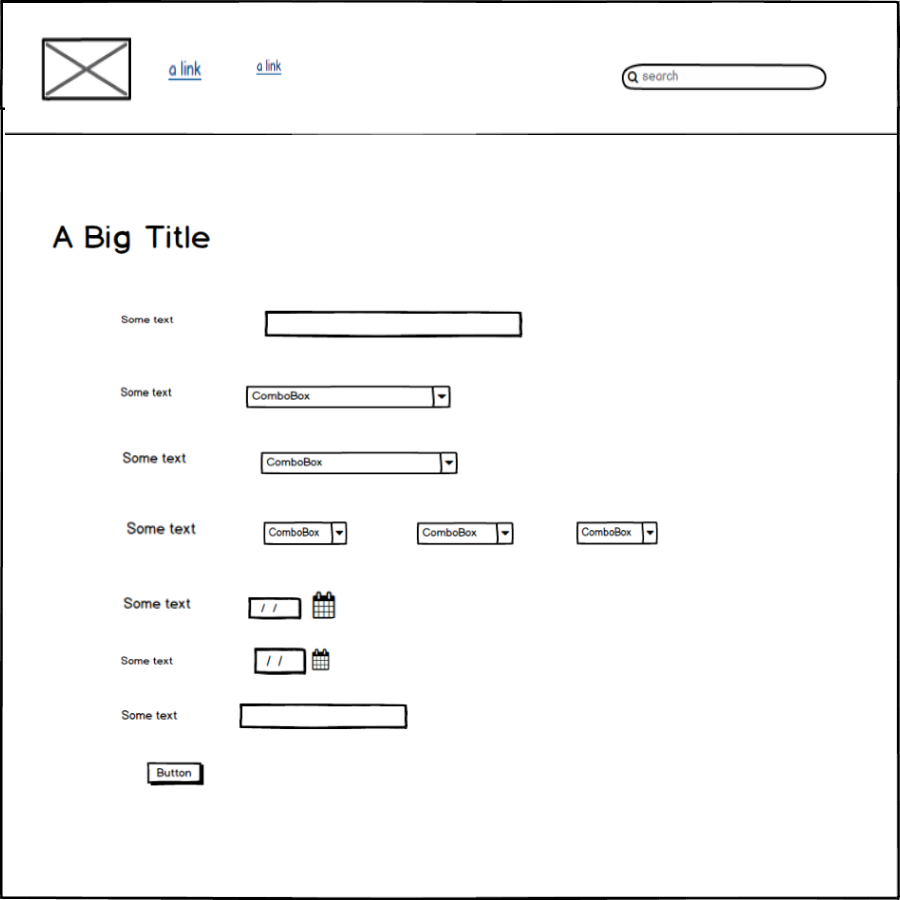 a link
a link
search
A Big Title
Some text
Some text
ComboBox
Some text
ComboBox
Some text
ComboBox
ComboBox
ComboBox
Some text
/ /
Some text
/ /
Some text
Button